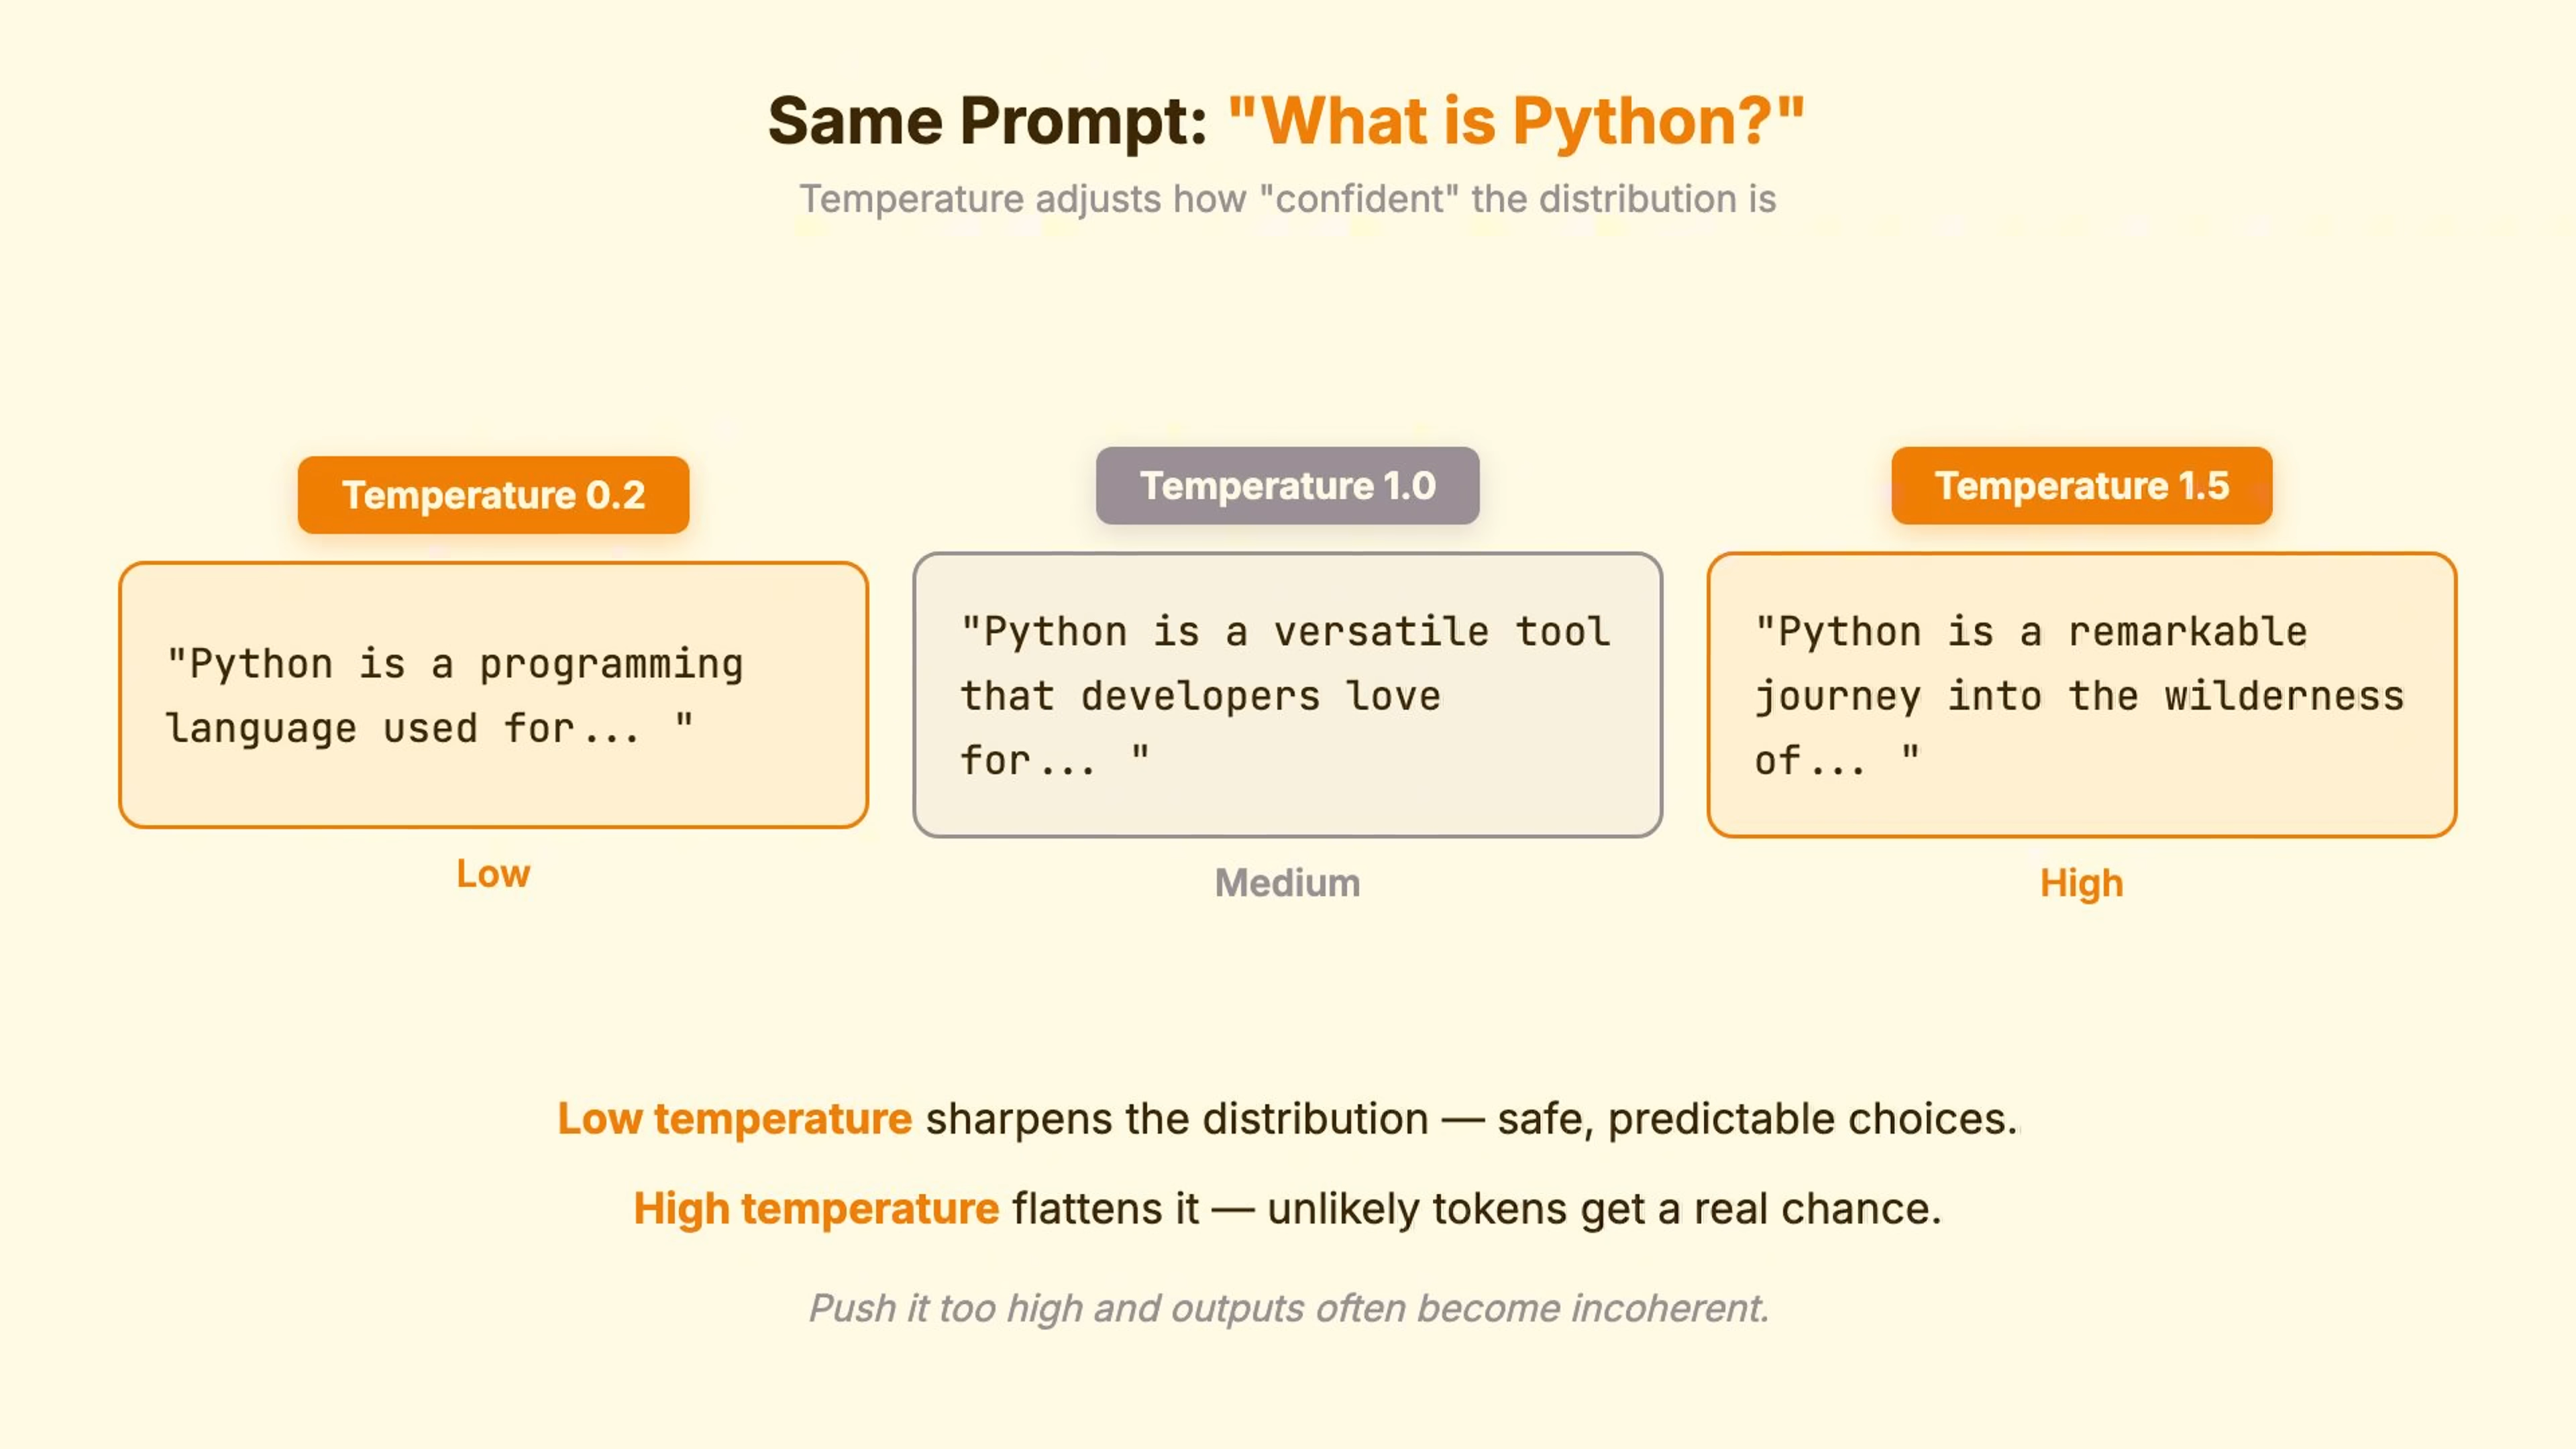 Same Prompt: "What is Python?"
Temperature adjusts how "confident" the distribution is
Temperature 0.2
"Python is a programming
language used for... "
Low
Temperature 1.0
"Python is a versatile tool
that developers love
for... "
Medium
Temperature 1.5
"Python is a remarkable
journey into the wilderness
of... "
High
Low temperature sharpens the distribution — safe, predictable choices.
High temperature flattens it — unlikely tokens get a real chance.
Push it too high and outputs often become incoherent.